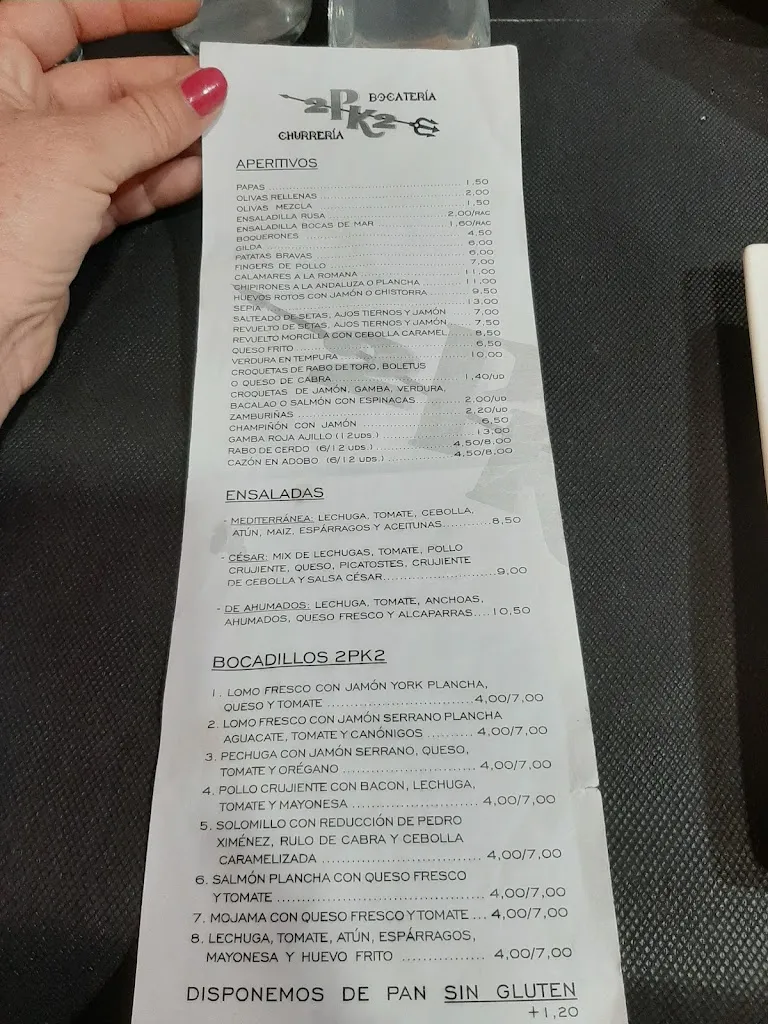 2PK2 BOCATERÍA
CHURRERÍA
APERITIVOS
PAPAS 1,50
OLIVAS RELLENAS 2,00
OLIVAS MEZCLA 1,50
ENSALADILLA RUSA 2,00/RAC
ENSALADILLA BOCAS DE MAR 1,60/RAC
BOQUERONES 4,50
GILDA 6,00
PATATAS BRAVAS 6,00
FINGERS DE POLLO 7,00
CALAMARES A LA ROMANA 11,00
CHIPIRONES A LA ANDALUZA O PLANCHA 11,00
HUEVOS ROTOS CON JAMÓN O CHISTORRA 9,50
SEPIA 13,00
SALTEADO DE SETAS, AJOS TIERNOS Y JAMÓN 7,00
REVUELTO DE SETAS, AJOS TIERNOS Y JAMÓN 7,50
REVUELTO MORCILLA CON CEBOLLA CARAMEL. 8,50
QUESO FRITO 6,50
VERDURA EN TEMPURA 10,00
CROQUETAS DE RABO DE TORO, BOLETUS
O QUESO DE CABRA 1,40/UD
CROQUETAS DE JAMÓN, GAMBA, VERDURA,
BACALAO O SALMÓN CON ESPINACAS 2,00/UD
ZAMBURIÑAS 2,20/UD
CHAMPIÑÓN CON JAMÓN 6,50
GAMBA ROJA AJILLO (12UDS.) 13,00
RABO DE CERDO (6/12 UDS.) 4,50/8,00
CAZÓN EN ADOBO (6/12 UDS.) 4,50/8,00
ENSALADAS
- MEDITERRÁNEA: LECHUGA, TOMATE, CEBOLLA,
ATÚN, MAIZ, ESPÁRRAGOS Y ACEITUNAS............8,50
- CÉSAR: MIX DE LECHUGAS, TOMATE, POLLO
CRUJIENTE, QUESO, PICATOSTES, CRUJIENTE
DE CEBOLLA Y SALSA CÉSAR..........................9,00
- DE AHUMADOS: LECHUGA, TOMATE, ANCHOAS,
AHUMADOS, QUESO FRESCO Y ALCAPARRAS....10,50
BOCADILLOS 2PK2
1. LOMO FRESCO CON JAMÓN YORK PLANCHA,
QUESO Y TOMATE ...................................4,00/7,00
2. LOMO FRESCO CON JAMÓN SERRANO PLANCHA
AGUACATE, TOMATE Y CANÓNIGOS .......... 4,00/7,00
3. PECHUGA CON JAMÓN SERRANO, QUESO,
TOMATE Y ORÉGANO ........................... 4,00/7,00
4. POLLO CRUJIENTE CON BACON, LECHUGA,
TOMATE Y MAYONESA .......................... 4,00/7,00
5. SOLOMILLO CON REDUCCIÓN DE PEDRO
XIMÉNEZ, RULO DE CABRA Y CEBOLLA
CARAMELIZADA ................................ 4,00/7,00
6. SALMÓN PLANCHA CON QUESO FRESCO
Y TOMATE ........................................ 4,00/7,00
7. MOJAMA CON QUESO FRESCO Y TOMATE ... 4,00/7,00
8. LECHUGA, TOMATE, ATÚN, ESPÁRRAGOS,
MAYONESA Y HUEVO FRITO ................ 4,00/7,00
DISPONEMOS DE PAN SIN GLUTEN
+1,20